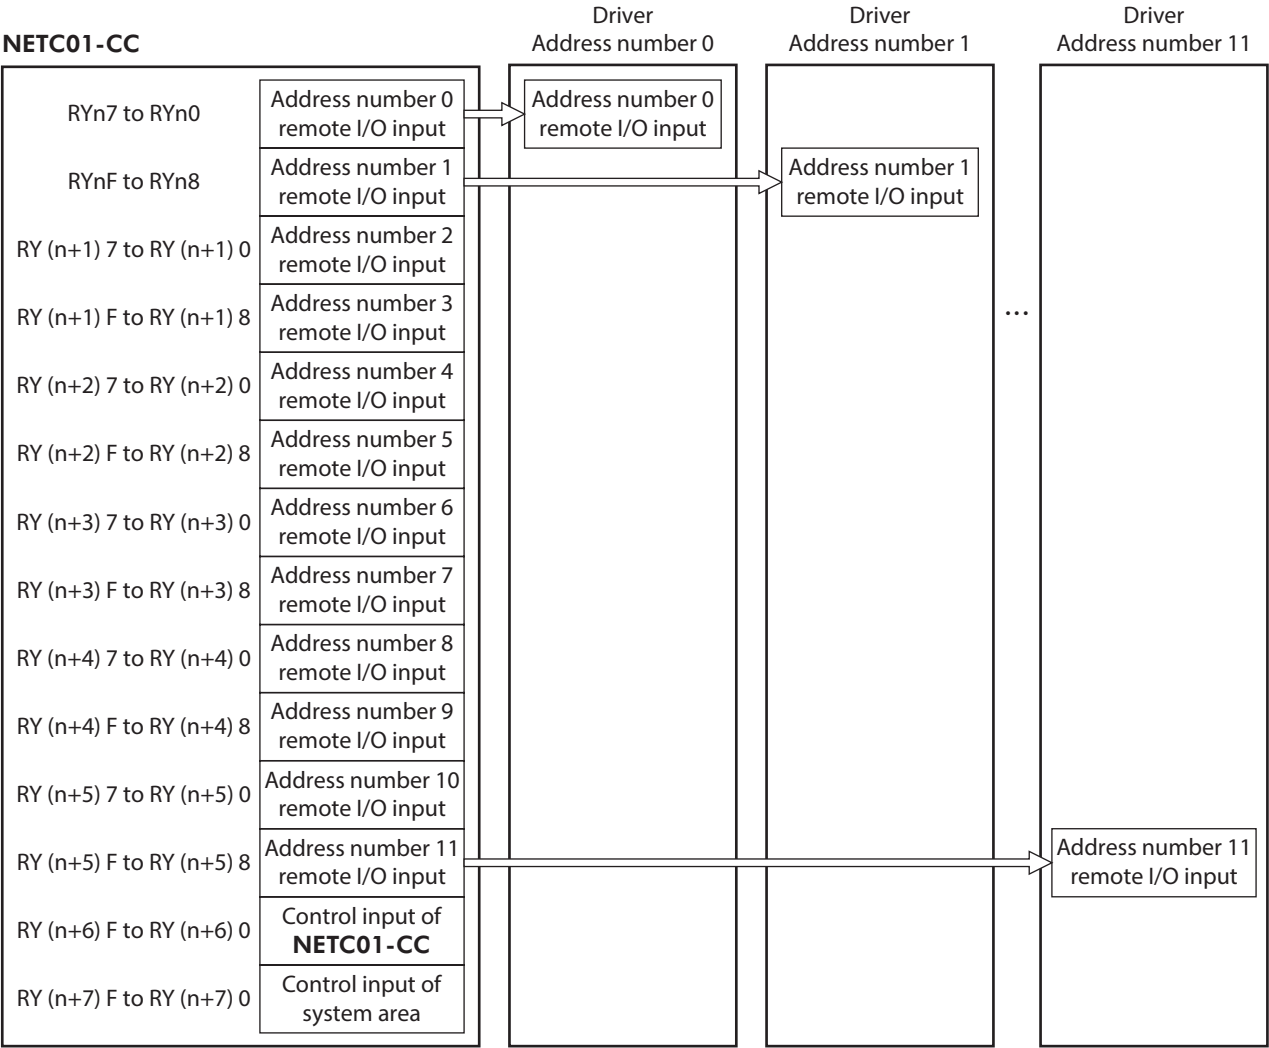 Driver
Address number 0
Driver
Address number 1
Driver
Address number 11
NETC01-CC
RYn7 to RYn0
Address number 0
remote I/O input
Address number 0
remote I/O input
RYnF to RYn8
Address number 1
remote I/O input
Address number 1
remote I/O input
RY (n+1) 7 to RY (n+1) 0
Address number 2
remote I/O input
RY (n+1) F to RY (n+1) 8
Address number 3
remote I/O input
...
RY (n+2) 7 to RY (n+2) 0
Address number 4
remote I/O input
RY (n+2) F to RY (n+2) 8
Address number 5
remote I/O input
RY (n+3) 7 to RY (n+3) 0
Address number 6
remote I/O input
RY (n+3) F to RY (n+3) 8
Address number 7
remote I/O input
RY (n+4) 7 to RY (n+4) 0
Address number 8
remote I/O input
RY (n+4) F to RY (n+4) 8
Address number 9
remote I/O input
RY (n+5) 7 to RY (n+5) 0
Address number 10
remote I/O input
RY (n+5) F to RY (n+5) 8
Address number 11
remote I/O input
Address number 11
remote I/O input
RY (n+6) F to RY (n+6) 0
Control input of
NETC01-CC
RY (n+7) F to RY (n+7) 0
Control input of
system area